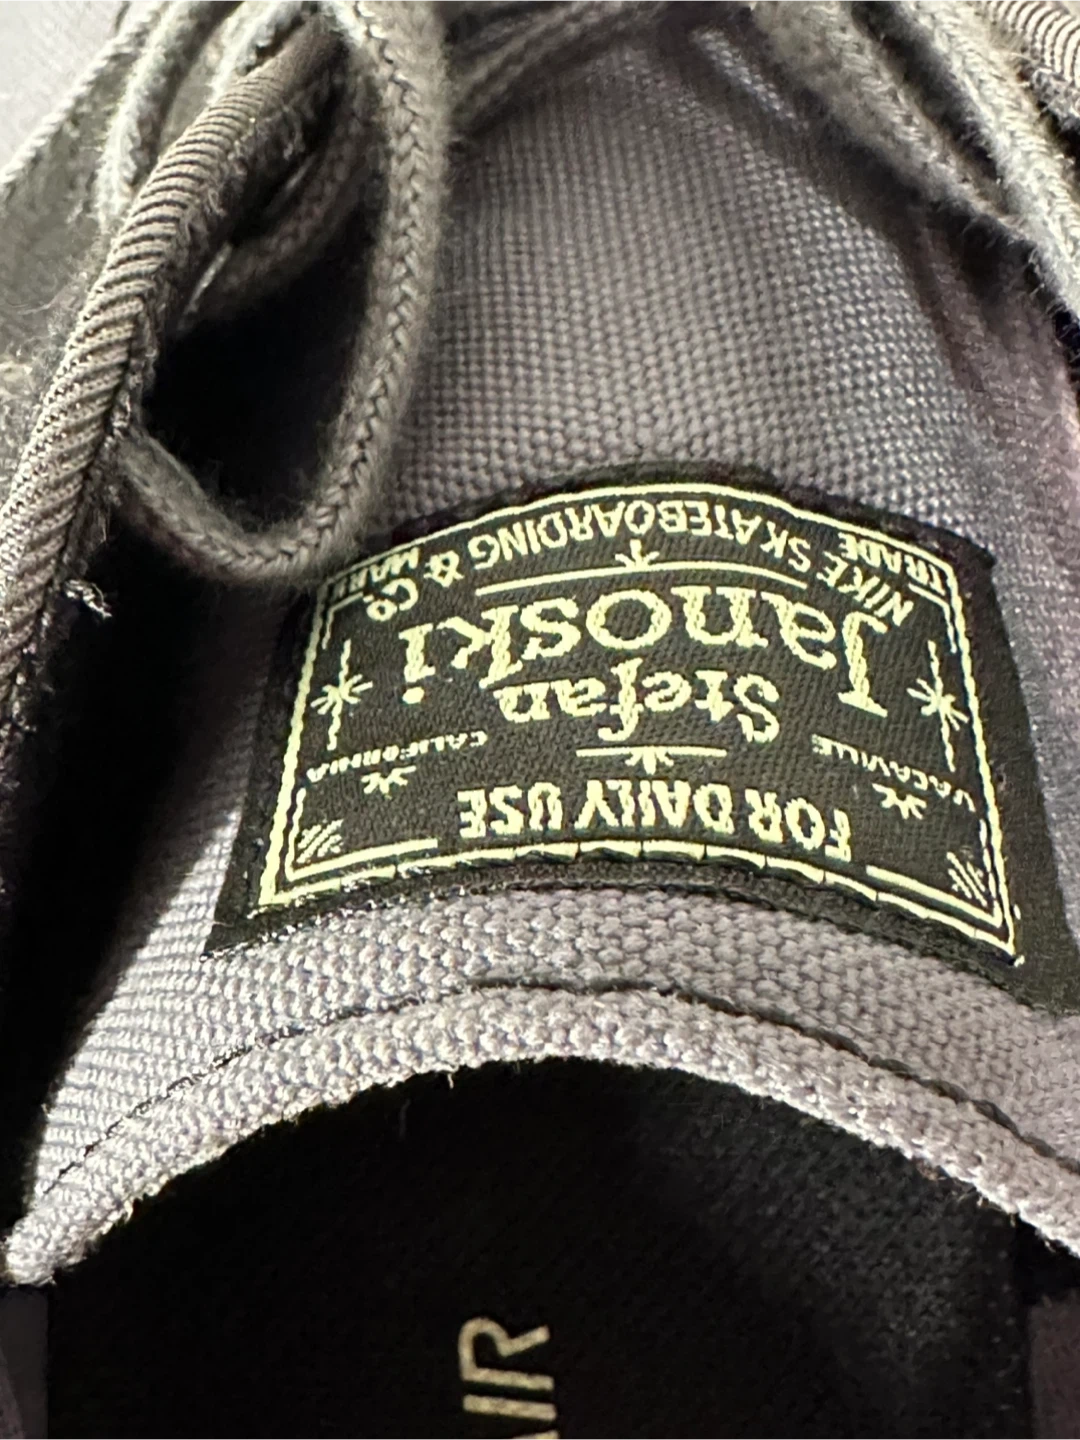 FOR DAILY USE
VACAVILLE CALIFORNIA
Stefan
Janoski
NIKE SKATEBOARDING & Co
TRADE MARK
AIR